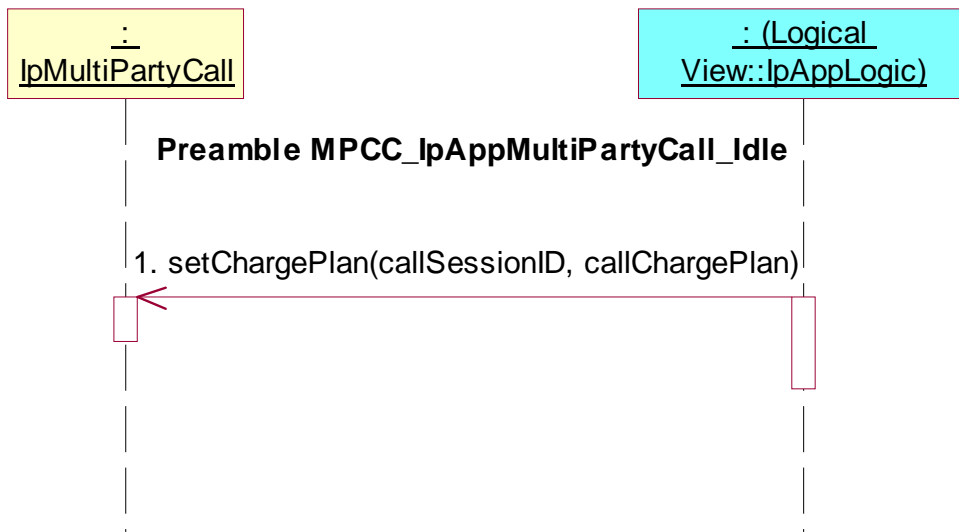 :
IpMultiPartyCall
: (Logical
View::IpAppLogic)
Preamble MPCC_IpAppMultiPartyCall_Idle
1. setChargePlan(callSessionID, callChargePlan)